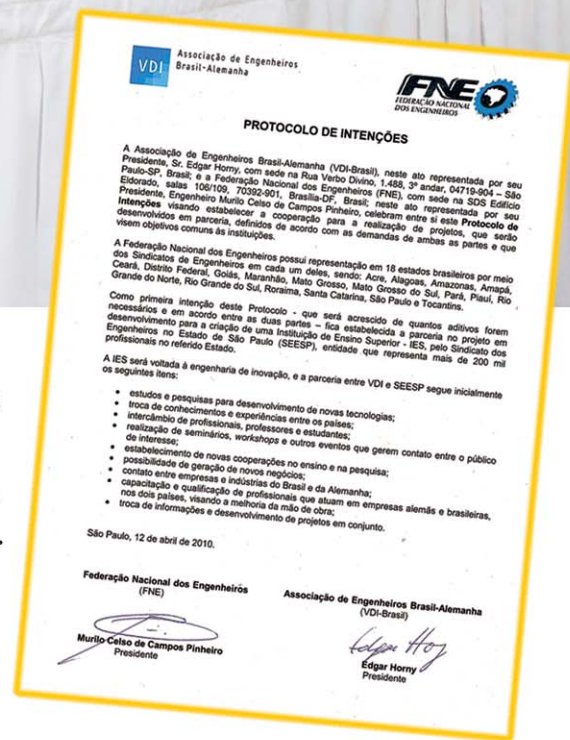 VDI
Associação de Engenheiros
Brasil-Alemanha
FNE
FEDERAÇÃO NACIONAL
DOS ENGENHEIROS
PROTOCOLO DE INTENÇÕES
A Associação de Engenheiros Brasil-Alemanha (VDI-Brasil), neste ato representada por seu
Presidente, Sr. Edgar Horny, com sede na Rua Verbo Divino, 1.488, 3º andar, 04719-904 – São
Paulo-SP, Brasil; e a Federação Nacional dos Engenheiros (FNE), com sede na SDS Edifício
Eldorado, salas 106/109, 70392-901, Brasília-DF, Brasil; neste ato representada por seu
Presidente, Engenheiro Murilo Celso de Campos Pinheiro, celebram entre si este Protocolo de
Intenções visando estabelecer a cooperação para a realização de projetos, que serão
desenvolvidos em parceria, definidos de acordo com as demandas de ambas as partes e que
visem objetivos comuns às instituições.
A Federação Nacional dos Engenheiros possui representação em 18 estados brasileiros por meio
dos Sindicatos de Engenheiros em cada um deles, sendo: Acre, Alagoas, Amazonas, Amapá,
Ceará, Distrito Federal, Goiás, Maranhão, Mato Grosso, Mato Grosso do Sul, Pará, Piauí, Rio
Grande do Norte, Rio Grande do Sul, Roraima, Santa Catarina, São Paulo e Tocantins.
Como primeira intenção deste Protocolo - que será acrescido de quantos aditivos forem
necessários e em acordo entre as duas partes – fica estabelecida a parceria no projeto em
desenvolvimento para a criação de uma Instituição de Ensino Superior - IES, pelo Sindicato dos
Engenheiros no Estado de São Paulo (SEESP), entidade que representa mais de 200 mil
profissionais no referido Estado.
A IES será voltada à engenharia de inovação, e a parceria entre VDI e SEESP segue inicialmente
os seguintes itens:
• estudos e pesquisas para desenvolvimento de novas tecnologias;
• troca de conhecimentos e experiências entre os países;
• intercâmbio de profissionais, professores e estudantes;
• realização de seminários, workshops e outros eventos que gerem contato entre o público
de interesse;
• estabelecimento de novas cooperações no ensino e na pesquisa;
• possibilidade de geração de novos negócios;
• contato entre empresas e indústrias do Brasil e da Alemanha;
• capacitação e qualificação de profissionais que atuam em empresas alemãs e brasileiras,
nos dois países, visando a melhoria da mão de obra;
• troca de informações e desenvolvimento de projetos em conjunto.
São Paulo, 12 de abril de 2010.
Federação Nacional dos Engenheiros
(FNE)
Murilo Celso de Campos Pinheiro
Presidente
Associação de Engenheiros Brasil-Alemanha
(VDI-Brasil)
Edgar Horny
Presidente